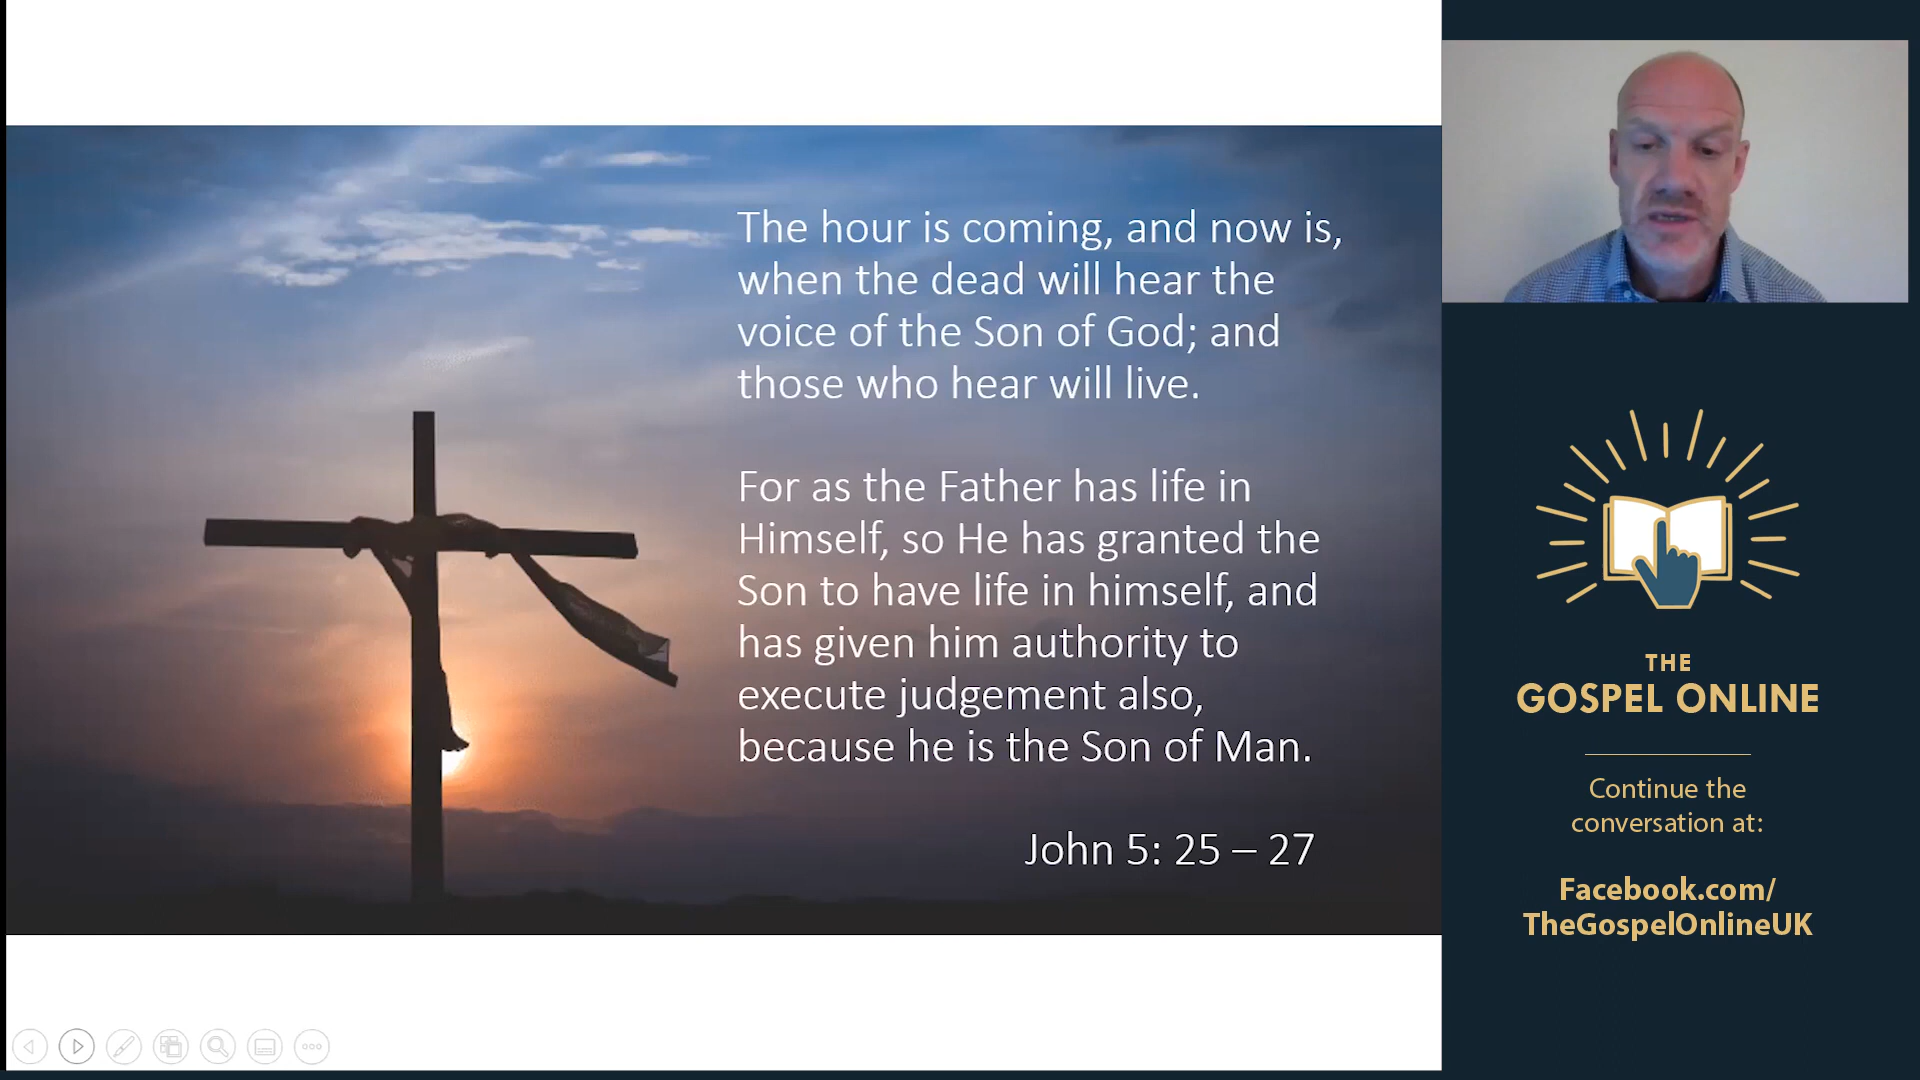 The hour is coming, and now is,
when the dead will hear the
voice of the Son of God; and
those who hear will live.
For as the Father has life in
Himself, so He has granted the
Son to have life in himself, and
has given him authority to
execute judgement also,
because he is the Son of Man.
John 5: 25 – 27
THE
GOSPEL ONLINE
Continue the
conversation at:
Facebook.com/
TheGospelOnlineUK